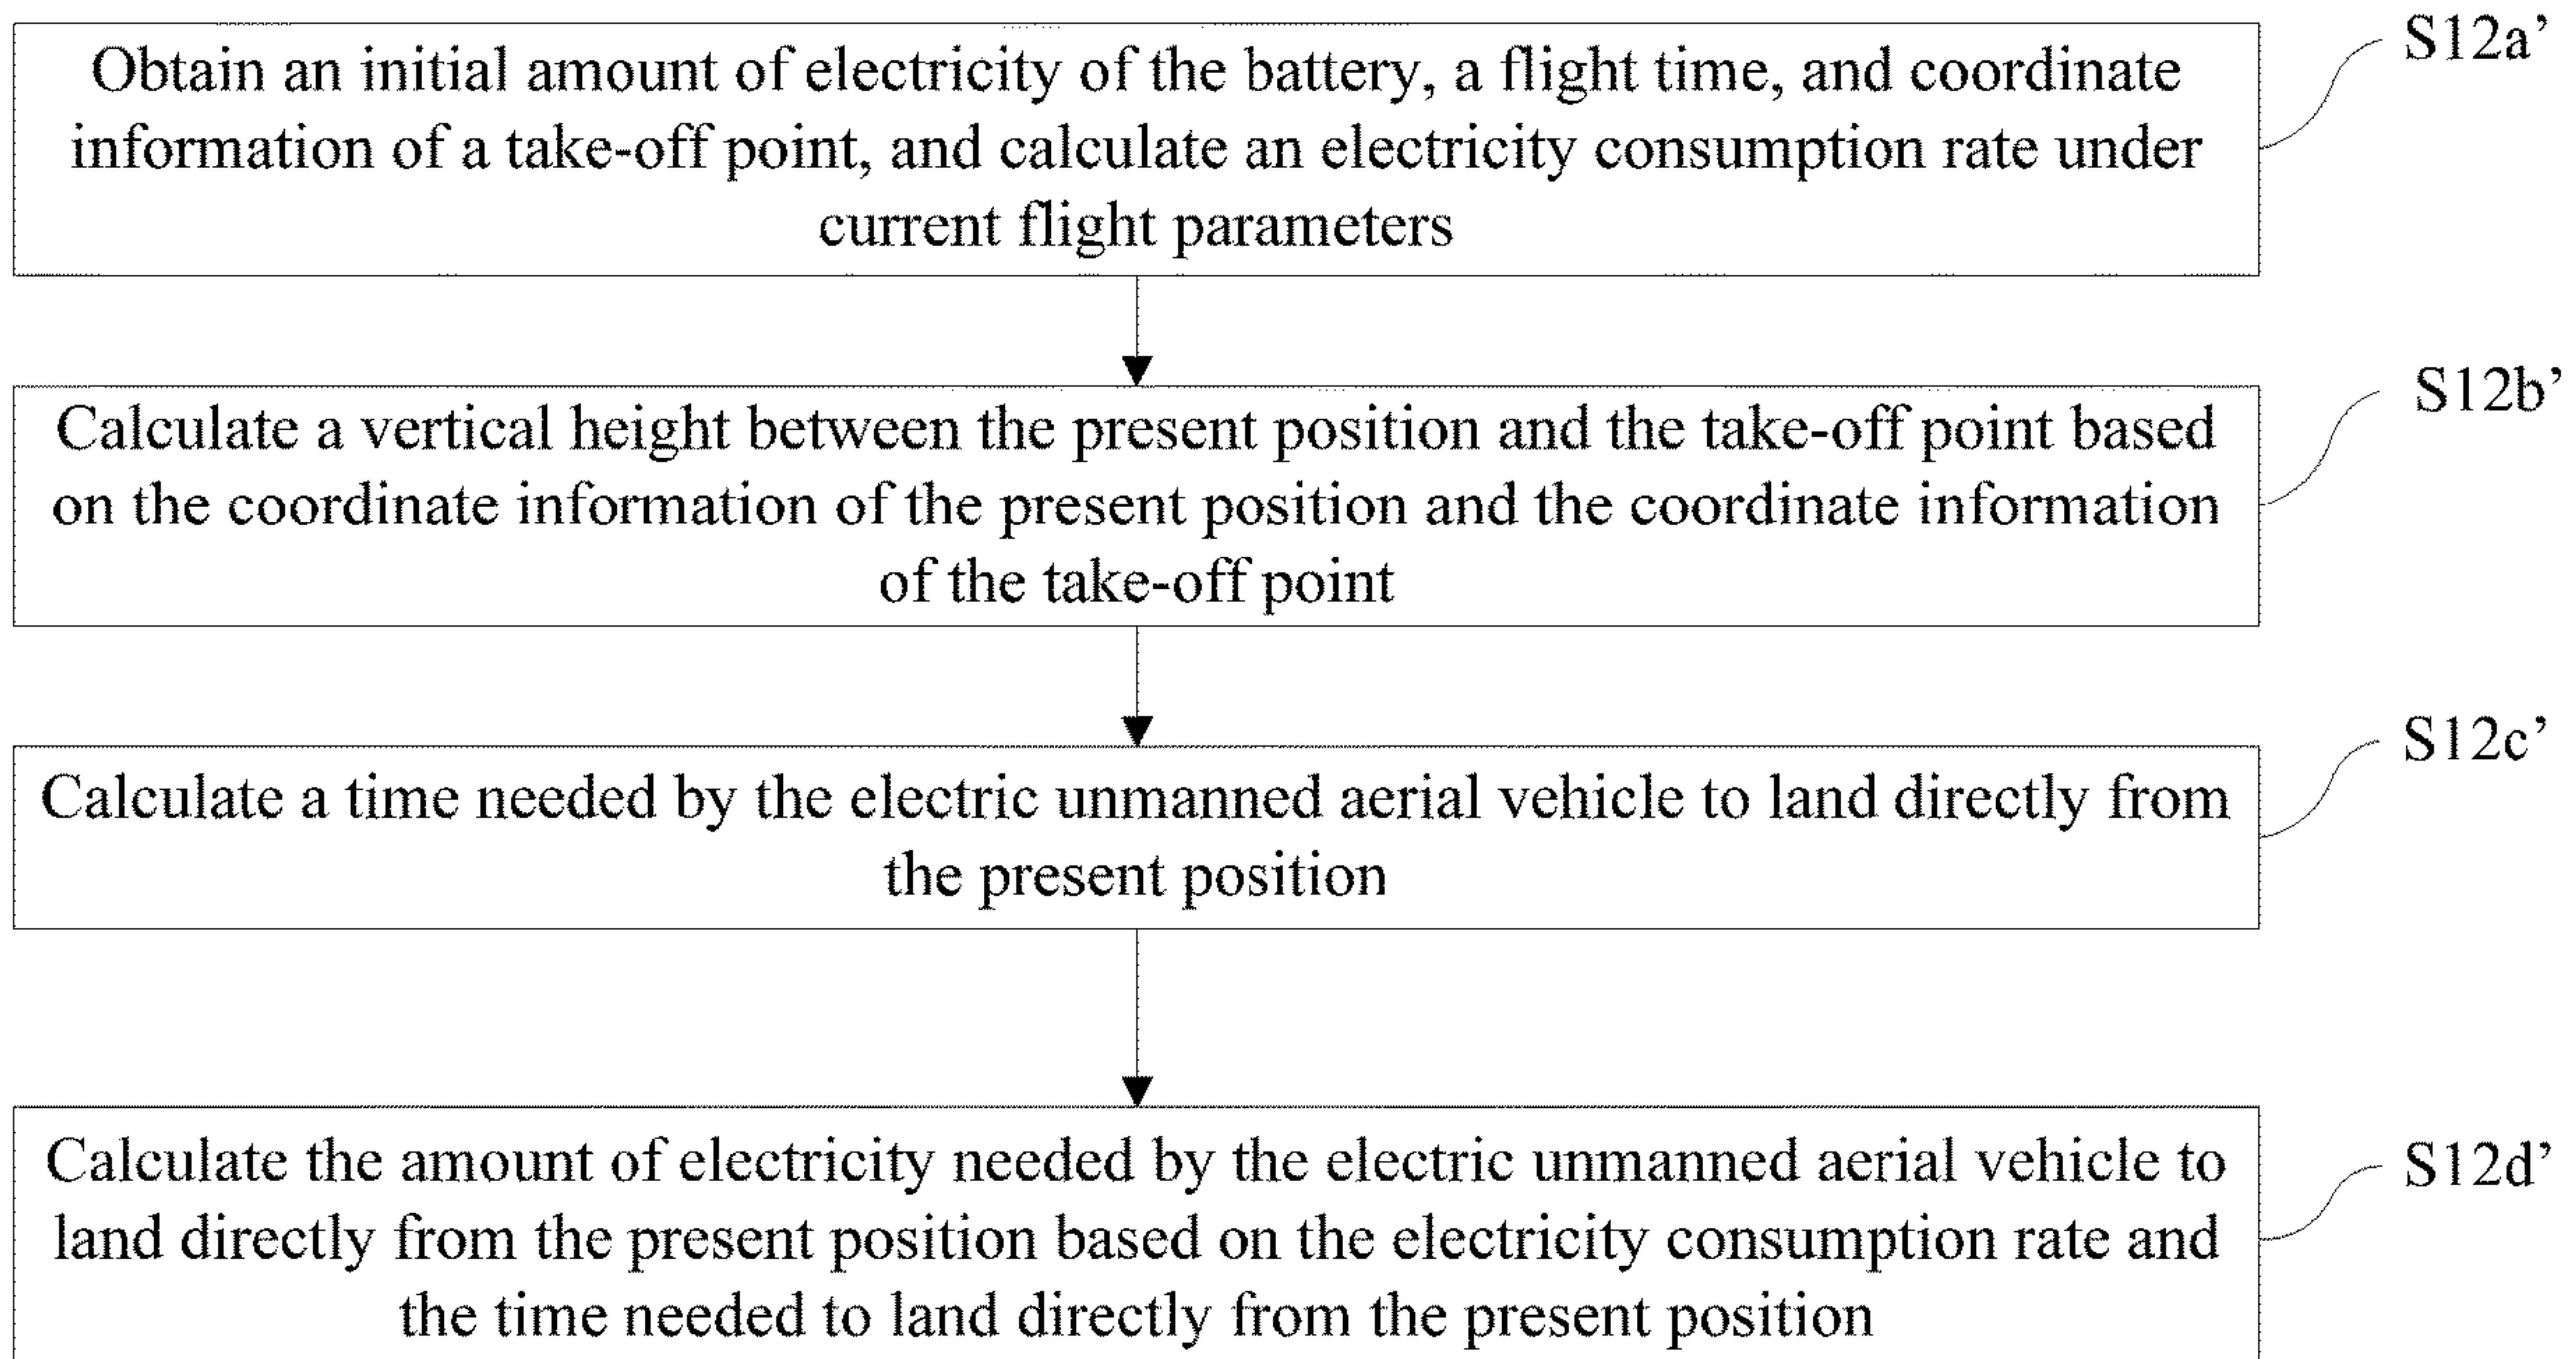 Obtain an initial amount of electricity of the battery, a flight time, and coordinate
information of a take-off point, and calculate an electricity consumption rate under
current flight parameters
S12a’
Calculate a vertical height between the present position and the take-off point based
on the coordinate information of the present position and the coordinate information
of the take-off point
S12b’
Calculate a time needed by the electric unmanned aerial vehicle to land directly from
the present position
S12c’
Calculate the amount of electricity needed by the electric unmanned aerial vehicle to
land directly from the present position based on the electricity consumption rate and
the time needed to land directly from the present position
S12d’